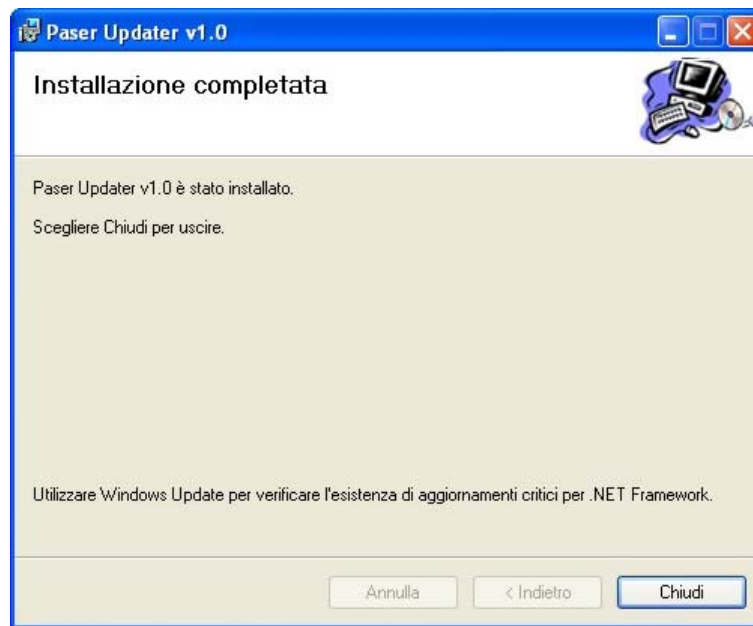 Paser Updater v1.0
Installazione completata
Paser Updater v1.0 è stato installato.
Scegliere Chiudi per uscire.
Utilizzare Windows Update per verificare l'esistenza di aggiornamenti critici per .NET Framework.
Annulla
< Indietro
Chiudi